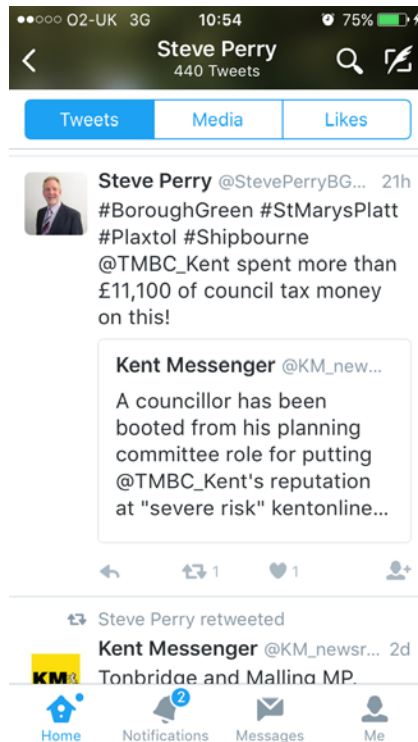 O2-UK 3G 10:54 75%
Steve Perry
440 Tweets
Tweets Media Likes
Steve Perry @StevePerryBG... 21h
#BoroughGreen #StMarysPlatt
#Plaxtol #Shipbourne
@TMBC_Kent spent more than
£11,100 of council tax money
on this!
Kent Messenger @KM_new...
A councillor has been
booted from his planning
committee role for putting
@TMBC_Kent's reputation
at "severe risk" kentonline...
1 1
Steve Perry retweeted
Kent Messenger @KM_newsr... 2d
KM
Tonbridge and Malling MP,
2
Home Notifications Messages Me